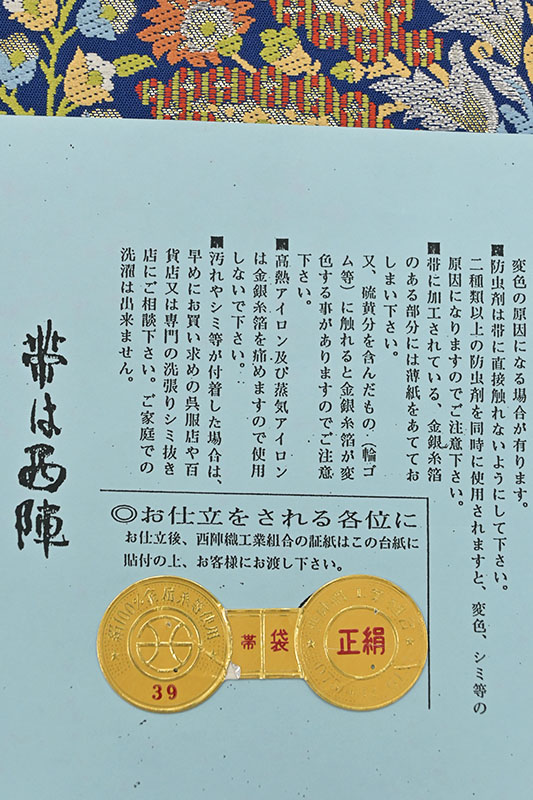 変色の原因になる場合が有ります。
■防虫剤は帯に直接触れないようにして下さい。
二種類以上の防虫剤を同時に使用されますと、変色、シミ等の
原因になりますのでご注意下さい。
■帯に加工されている、金銀糸箔
のある部分には薄紙をあててお
しまい下さい。
又、硫黄分を含んだもの、（輪ゴ
ム等）に触れると金銀糸箔が変
色する事がありますのでご注意
下さい。
■高熱アイロン及び蒸気アイロン
は金銀糸箔を痛めますので使用
しないで下さい。
■汚れやシミ等が付着した場合は、
早めにお買い求めの呉服店や百
貨店又は専門の洗張りシミ抜き
店にご相談下さい。ご家庭での
洗濯は出来ません。
帯は西陣
◎お仕立をされる各位に
お仕立後、西陣織工業組合の証紙はこの台紙に
貼付の上、お客様にお渡し下さい。
39
帯
袋
正絹